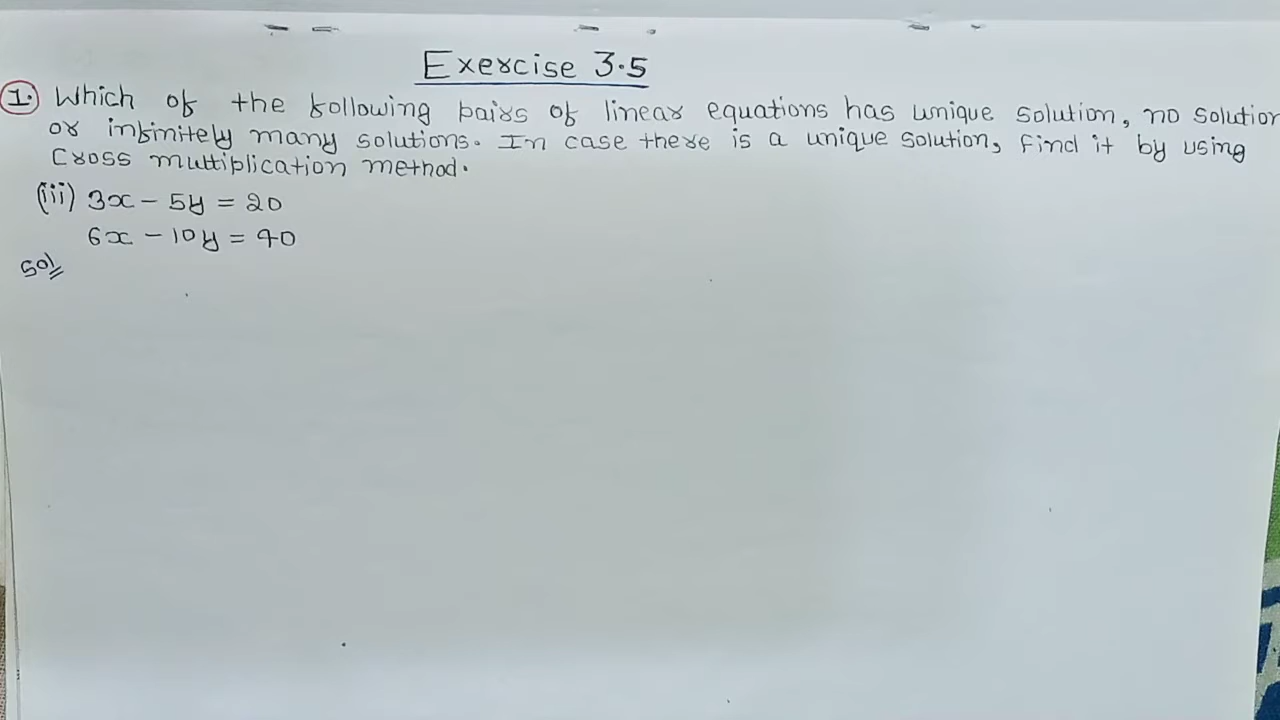 Exercise 3.5
1. Which of the following pairs of linear equations has unique solution, no solution
or infinitely many solutions. In case there is a unique solution, find it by using
cross multiplication method.
(iii) 3x - 5y = 20
6x - 10y = 40
Sol